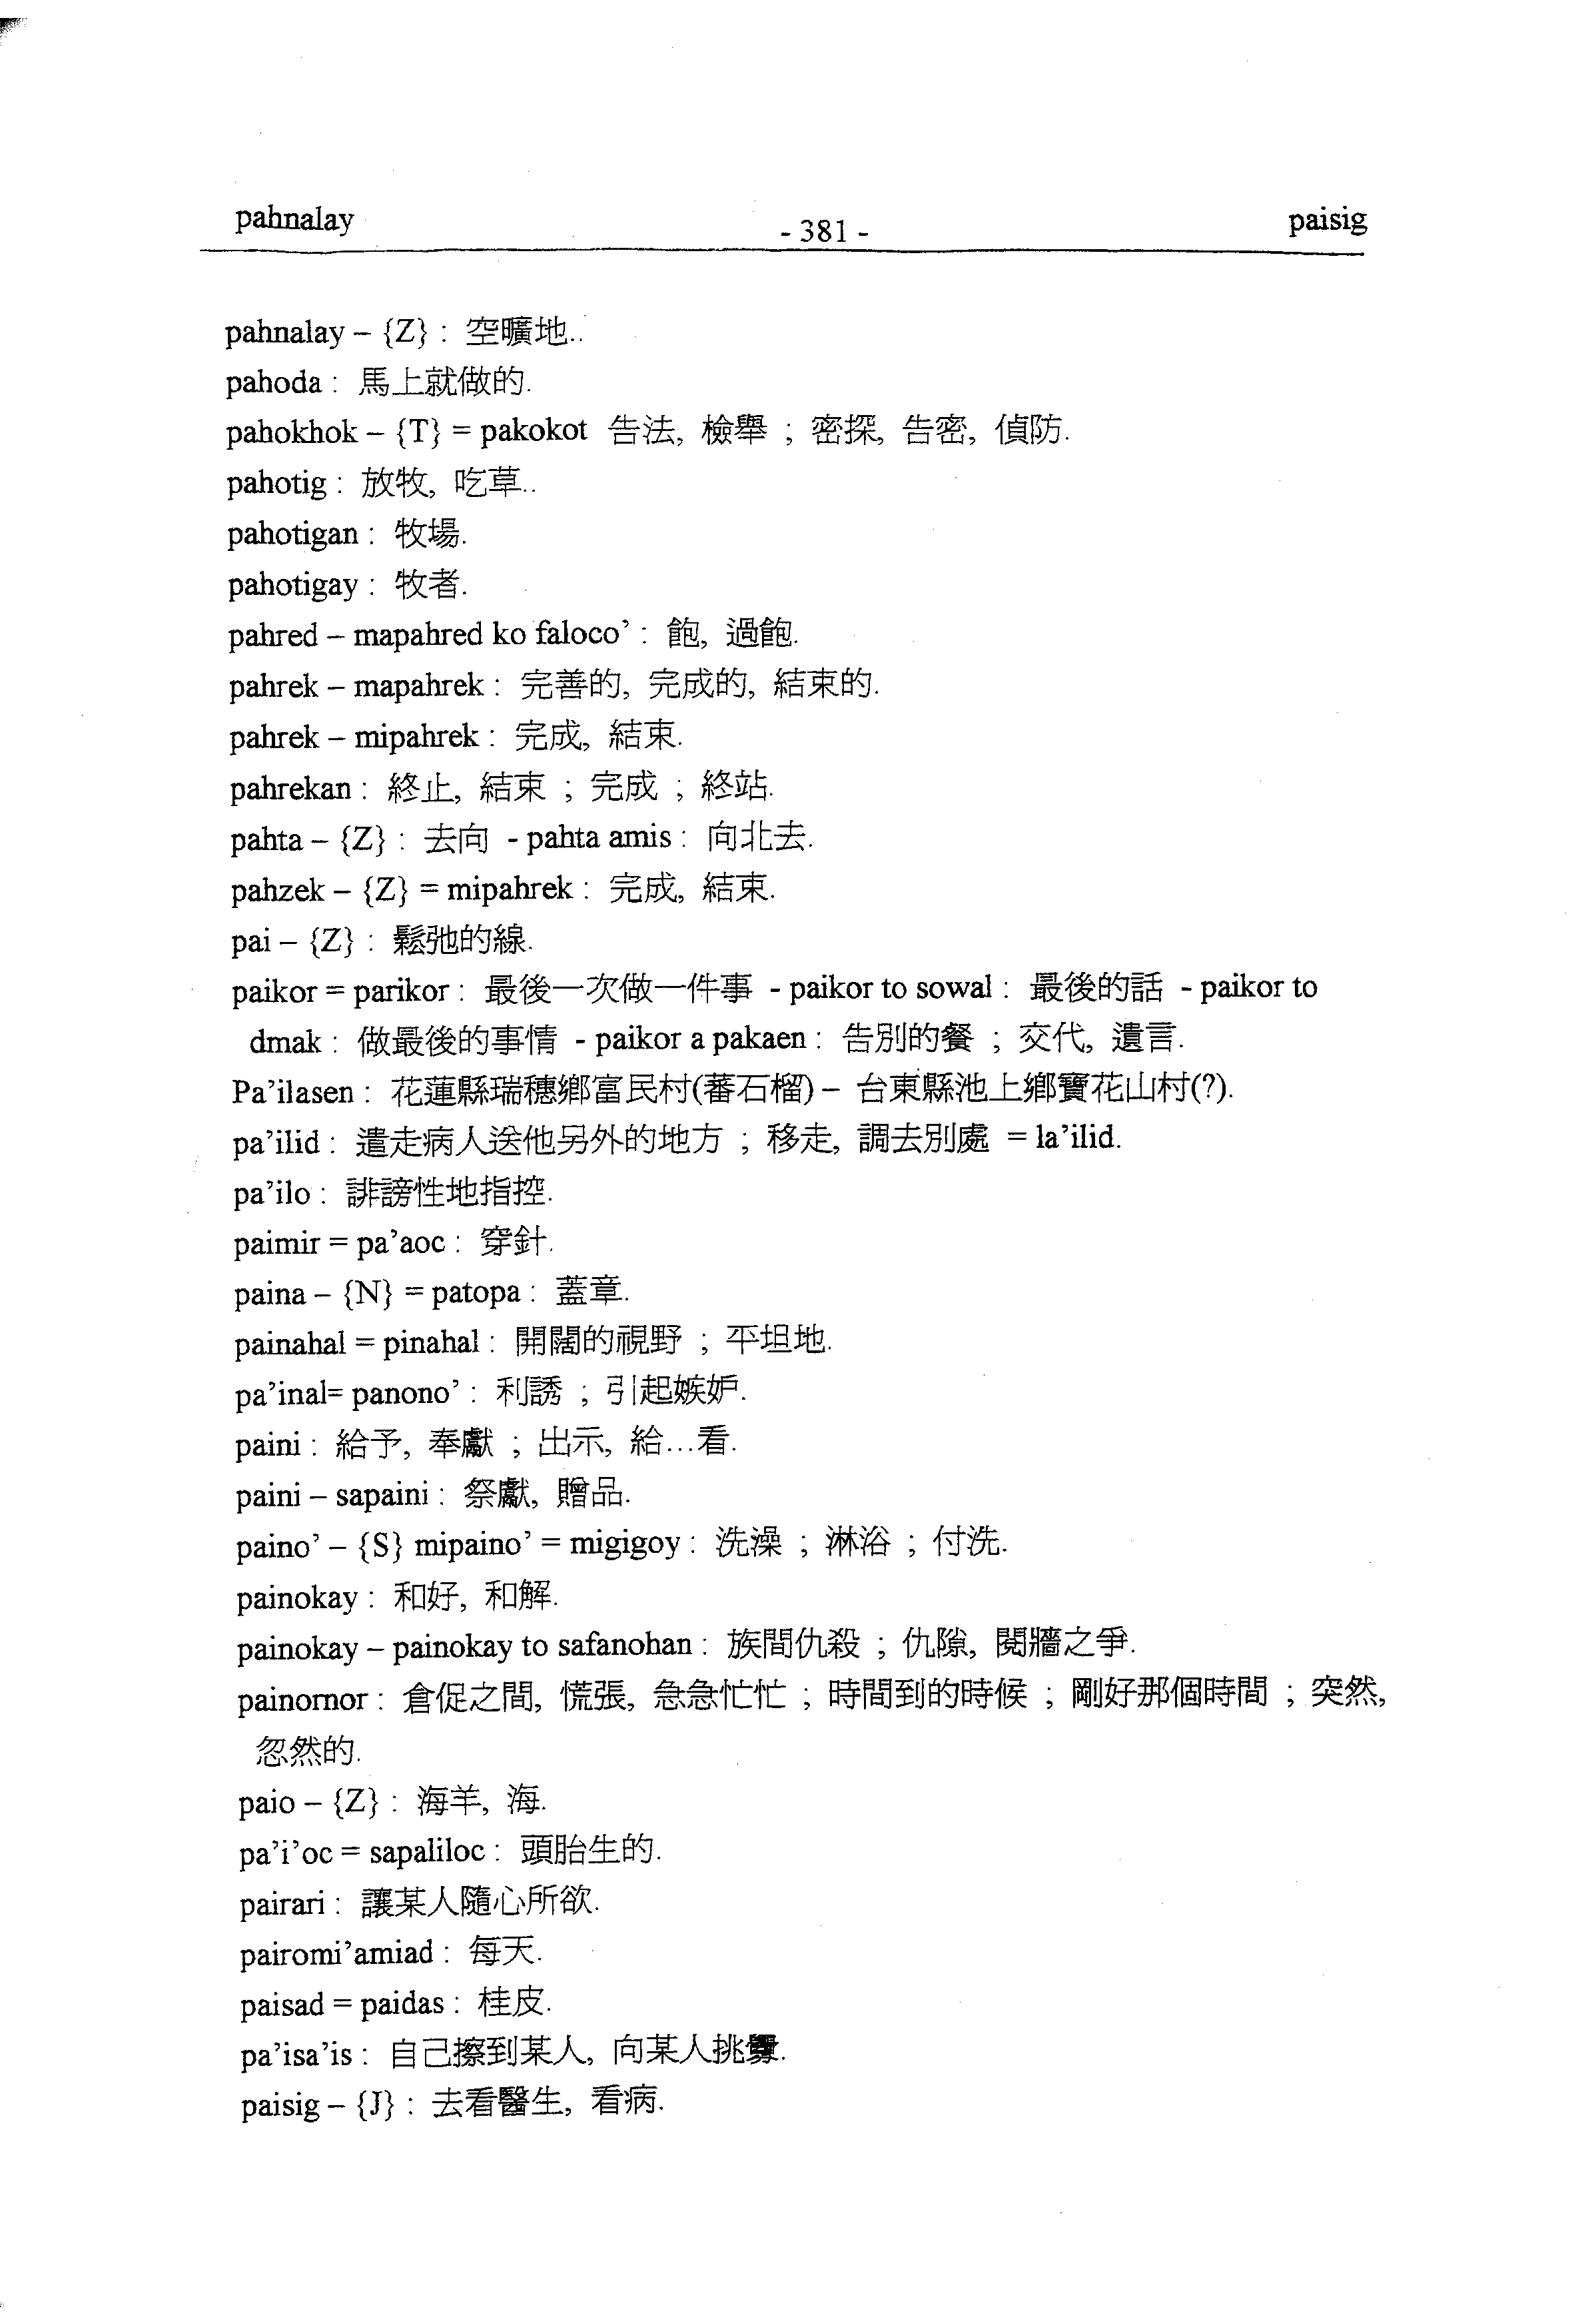 pahnalay
- 381 -
paisig
pahnalay – {Z} : 空曠地..
pahoda : 馬上就做的.
pahokhok – {T} = pakokot 告法, 檢舉 ; 密探, 告密, 偵防.
pahotig : 放牧, 吃草..
pahotigan : 牧場.
pahotigay : 牧者.
pahred – mapahred ko faloco’ : 飽, 過飽.
pahrek – mapahrek : 完善的, 完成的, 結束的.
pahrek – mipahrek : 完成, 結束.
pahrekan : 終止, 結束 ; 完成 ; 終站.
pahta – {Z} : 去向 - pahta amis : 向北去.
pahzek – {Z} = mipahrek : 完成, 結束.
pai – {Z} : 鬆弛的線.
paikor = parikor : 最後一次做一件事 - paikor to sowal : 最後的話 - paikor to
dmak : 做最後的事情 - paikor a pakaen : 告別的餐 ; 交代, 遺言.
Pa’ilasen : 花蓮縣瑞穗鄉富民村(蕃石榴) – 台東縣池上鄉寶花山村(?).
pa’ilid : 遣走病人送他另外的地方 ; 移走, 調去別處 = la’ilid.
pa’ilo : 誹謗性地指控.
paimir = pa’aoc : 穿針.
paina – {N} = patopa : 蓋章.
painahal = pinahal : 開闊的視野 ; 平坦地.
pa’inal= panono’ : 利誘 ; 引起嫉妒.
paini : 給予, 奉獻 ; 出示, 給…看.
paini – sapaini : 祭獻, 贈品.
paino’ – {S} mipaino’ = migigoy : 洗澡 ; 淋浴 ; 付洗.
painokay : 和好, 和解.
painokay – painokay to safanohan : 族間仇殺 ; 仇隙, 鬩牆之爭.
painomor : 倉促之間, 慌張, 急急忙忙 ; 時間到的時候 ; 剛好那個時間 ; 突然,
忽然的.
paio – {Z} : 海羊, 海.
pa’i’oc = sapaliloc : 頭胎生的.
pairari : 讓某人隨心所欲.
pairomi’amiad : 每天.
paisad = paidas : 桂皮.
pa’isa’is : 自己擦到某人, 向某人挑釁.
paisig – {J} : 去看醫生, 看病.